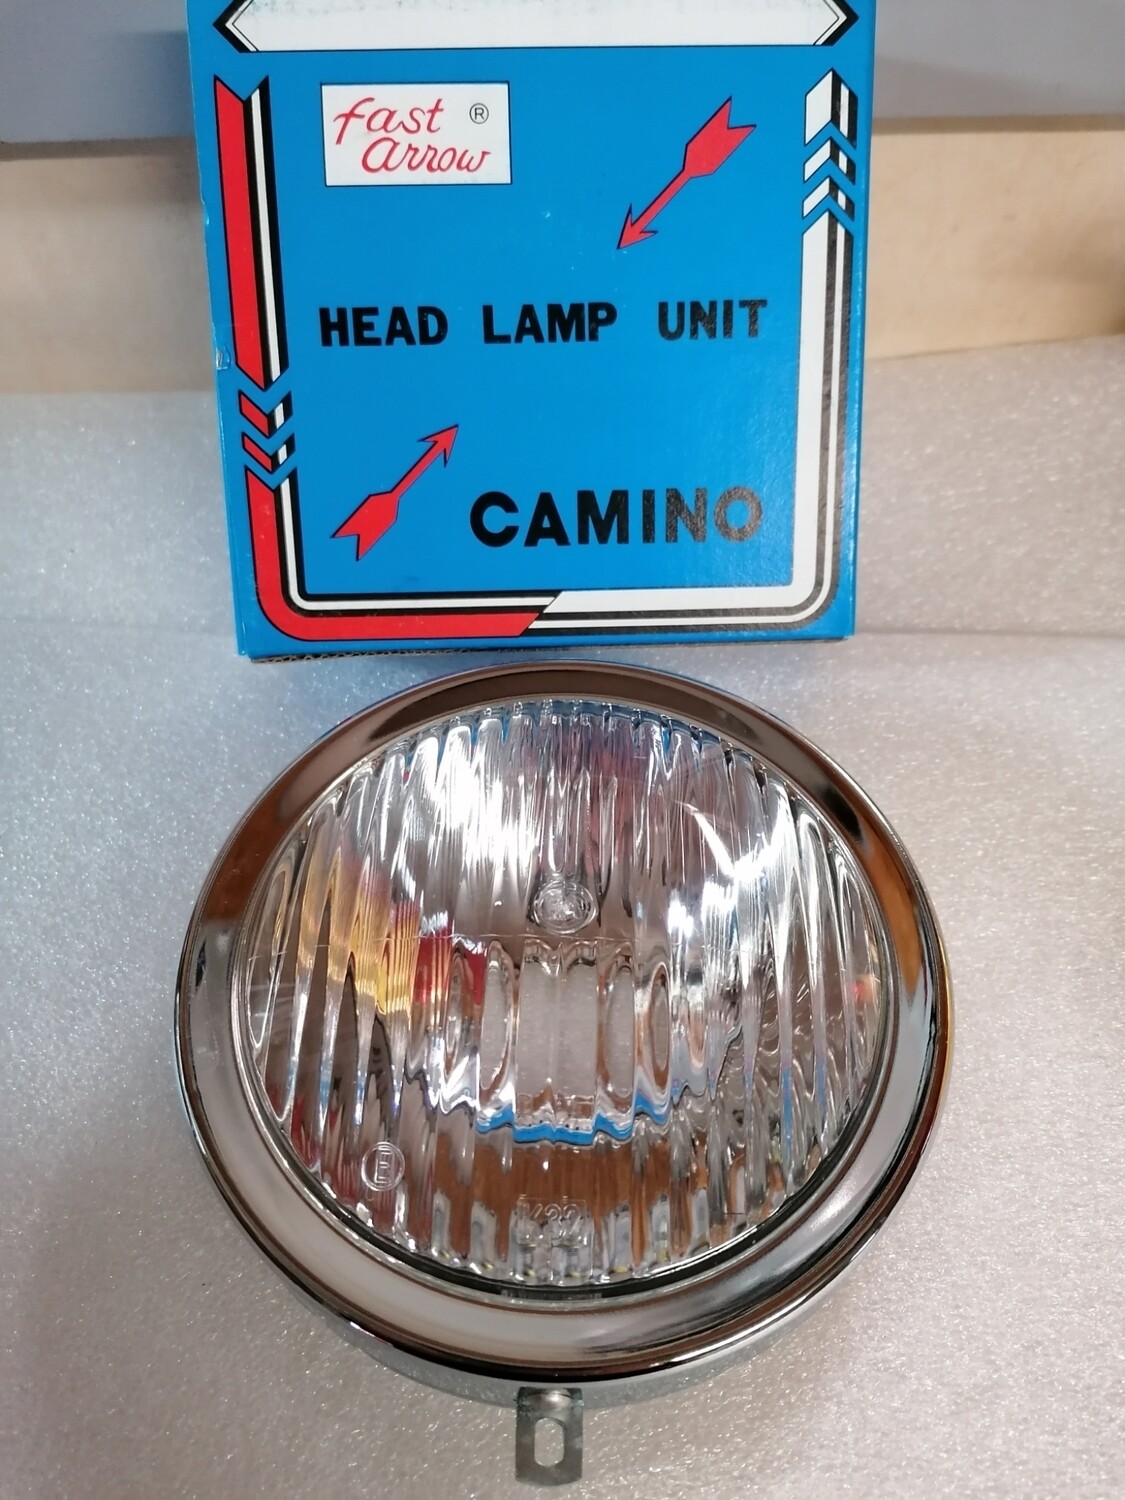 fast ®
arrow
HEAD LAMP UNIT
CAMINO
E